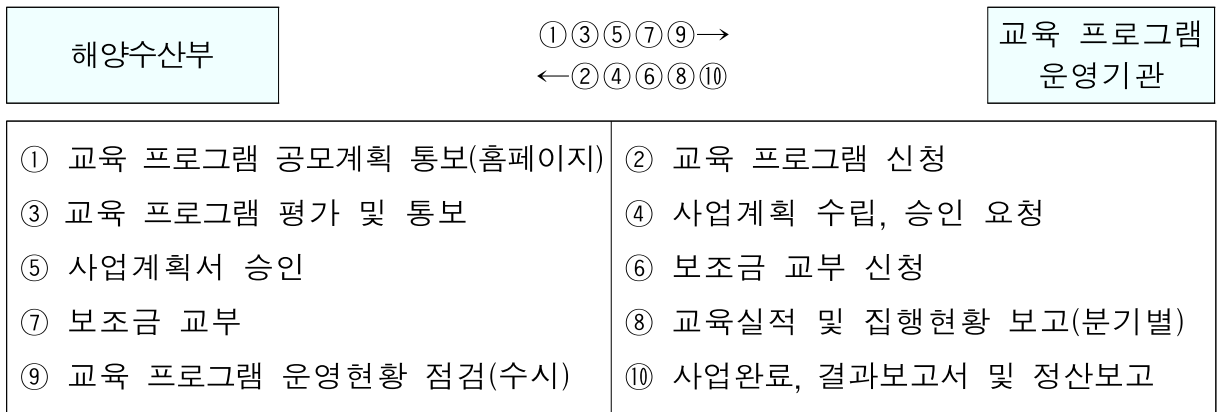 해양수산부
①③⑤⑦⑨→
←②④⑥⑧⑩
교육 프로그램
운영기관
① 교육 프로그램 공모계획 통보(홈페이지)
② 교육 프로그램 신청
③ 교육 프로그램 평가 및 통보
④ 사업계획 수립, 승인 요청
⑤ 사업계획서 승인
⑥ 보조금 교부 신청
⑦ 보조금 교부
⑧ 교육실적 및 집행현황 보고(분기별)
⑨ 교육 프로그램 운영현황 점검(수시)
⑩ 사업완료, 결과보고서 및 정산보고